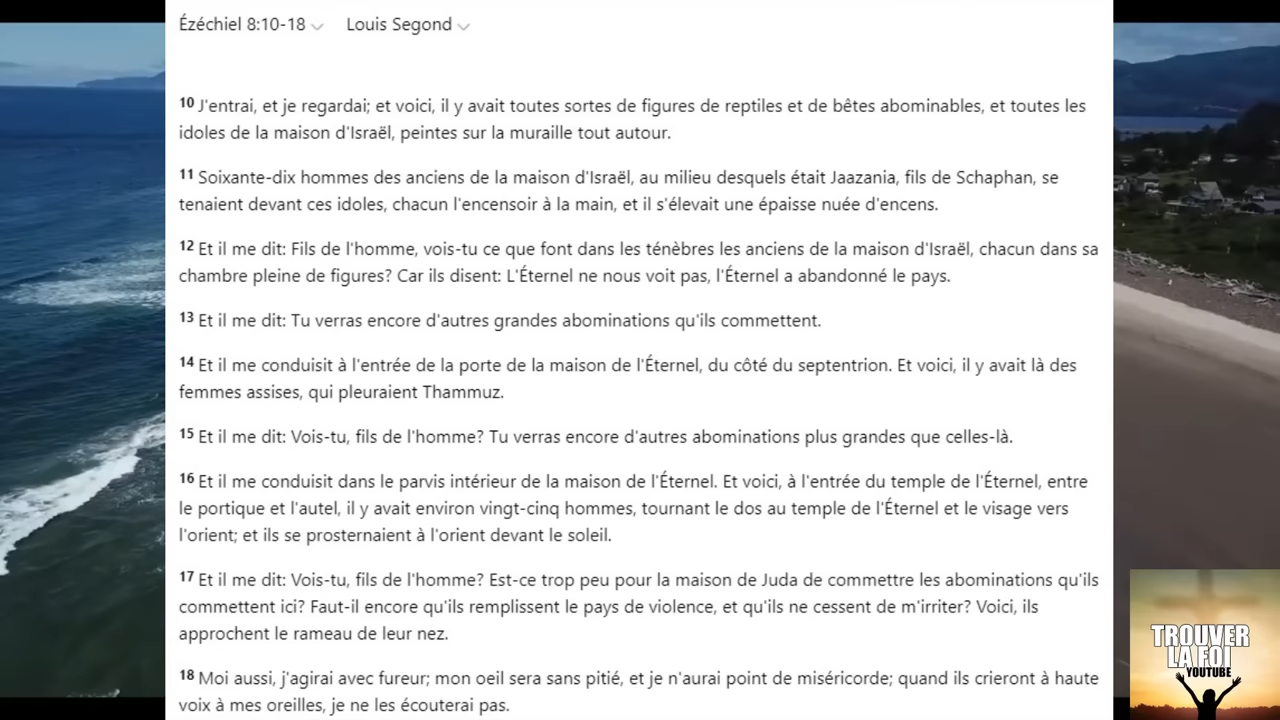 Ézéchiel 8:10-18 Louis Segond
10 J'entrai, et je regardai; et voici, il y avait toutes sortes de figures de reptiles et de bêtes abominables, et toutes les
idoles de la maison d'Israël, peintes sur la muraille tout autour.
11 Soixante-dix hommes des anciens de la maison d'Israël, au milieu desquels était Jaazania, fils de Schaphan, se
tenaient devant ces idoles, chacun l'encensoir à la main, et il s'élevait une épaisse nuée d'encens.
12 Et il me dit: Fils de l'homme, vois-tu ce que font dans les ténèbres les anciens de la maison d'Israël, chacun dans sa
chambre pleine de figures? Car ils disent: L'Éternel ne nous voit pas, l'Éternel a abandonné le pays.
13 Et il me dit: Tu verras encore d'autres grandes abominations qu'ils commettent.
14 Et il me conduisit à l'entrée de la porte de la maison de l'Éternel, du côté du septentrion. Et voici, il y avait là des
femmes assises, qui pleuraient Thammuz.
15 Et il me dit: Vois-tu, fils de l'homme? Tu verras encore d'autres abominations plus grandes que celles-là.
16 Et il me conduisit dans le parvis intérieur de la maison de l'Éternel. Et voici, à l'entrée du temple de l'Éternel, entre
le portique et l'autel, il y avait environ vingt-cinq hommes, tournant le dos au temple de l'Éternel et le visage vers
l'orient; et ils se prosternaient à l'orient devant le soleil.
17 Et il me dit: Vois-tu, fils de l'homme? Est-ce trop peu pour la maison de Juda de commettre les abominations qu'ils
commettent ici? Faut-il encore qu'ils remplissent le pays de violence, et qu'ils ne cessent de m'irriter? Voici, ils
approchent le rameau de leur nez.
18 Moi aussi, j'agirai avec fureur; mon oeil sera sans pitié, et je n'aurai point de miséricorde; quand ils crieront à haute
voix à mes oreilles, je ne les écouterai pas.
TROUVER
LA FOI
YOUTUBE